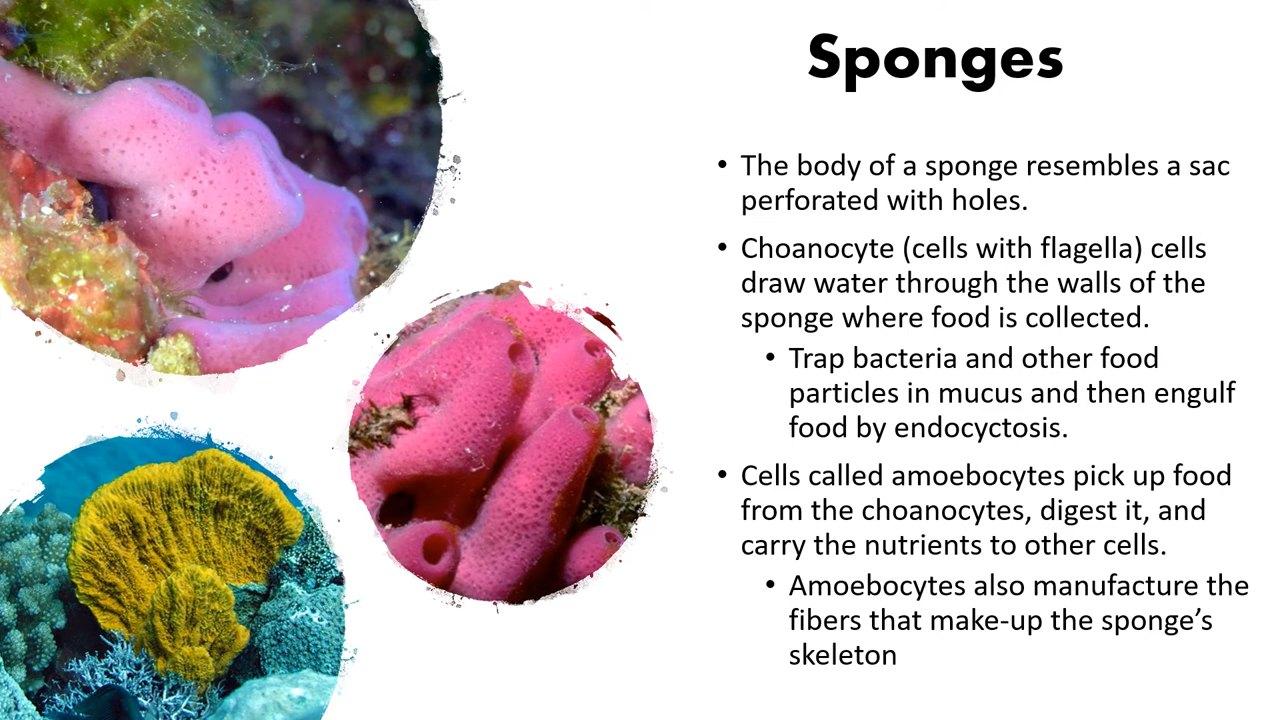 Sponges
• The body of a sponge resembles a sac
perforated with holes.
• Choanocyte (cells with flagella) cells
draw water through the walls of the
sponge where food is collected.
• Trap bacteria and other food
particles in mucus and then engulf
food by endocyctosis.
• Cells called amoebocytes pick up food
from the choanocytes, digest it, and
carry the nutrients to other cells.
• Amoebocytes also manufacture the
fibers that make-up the sponge’s
skeleton